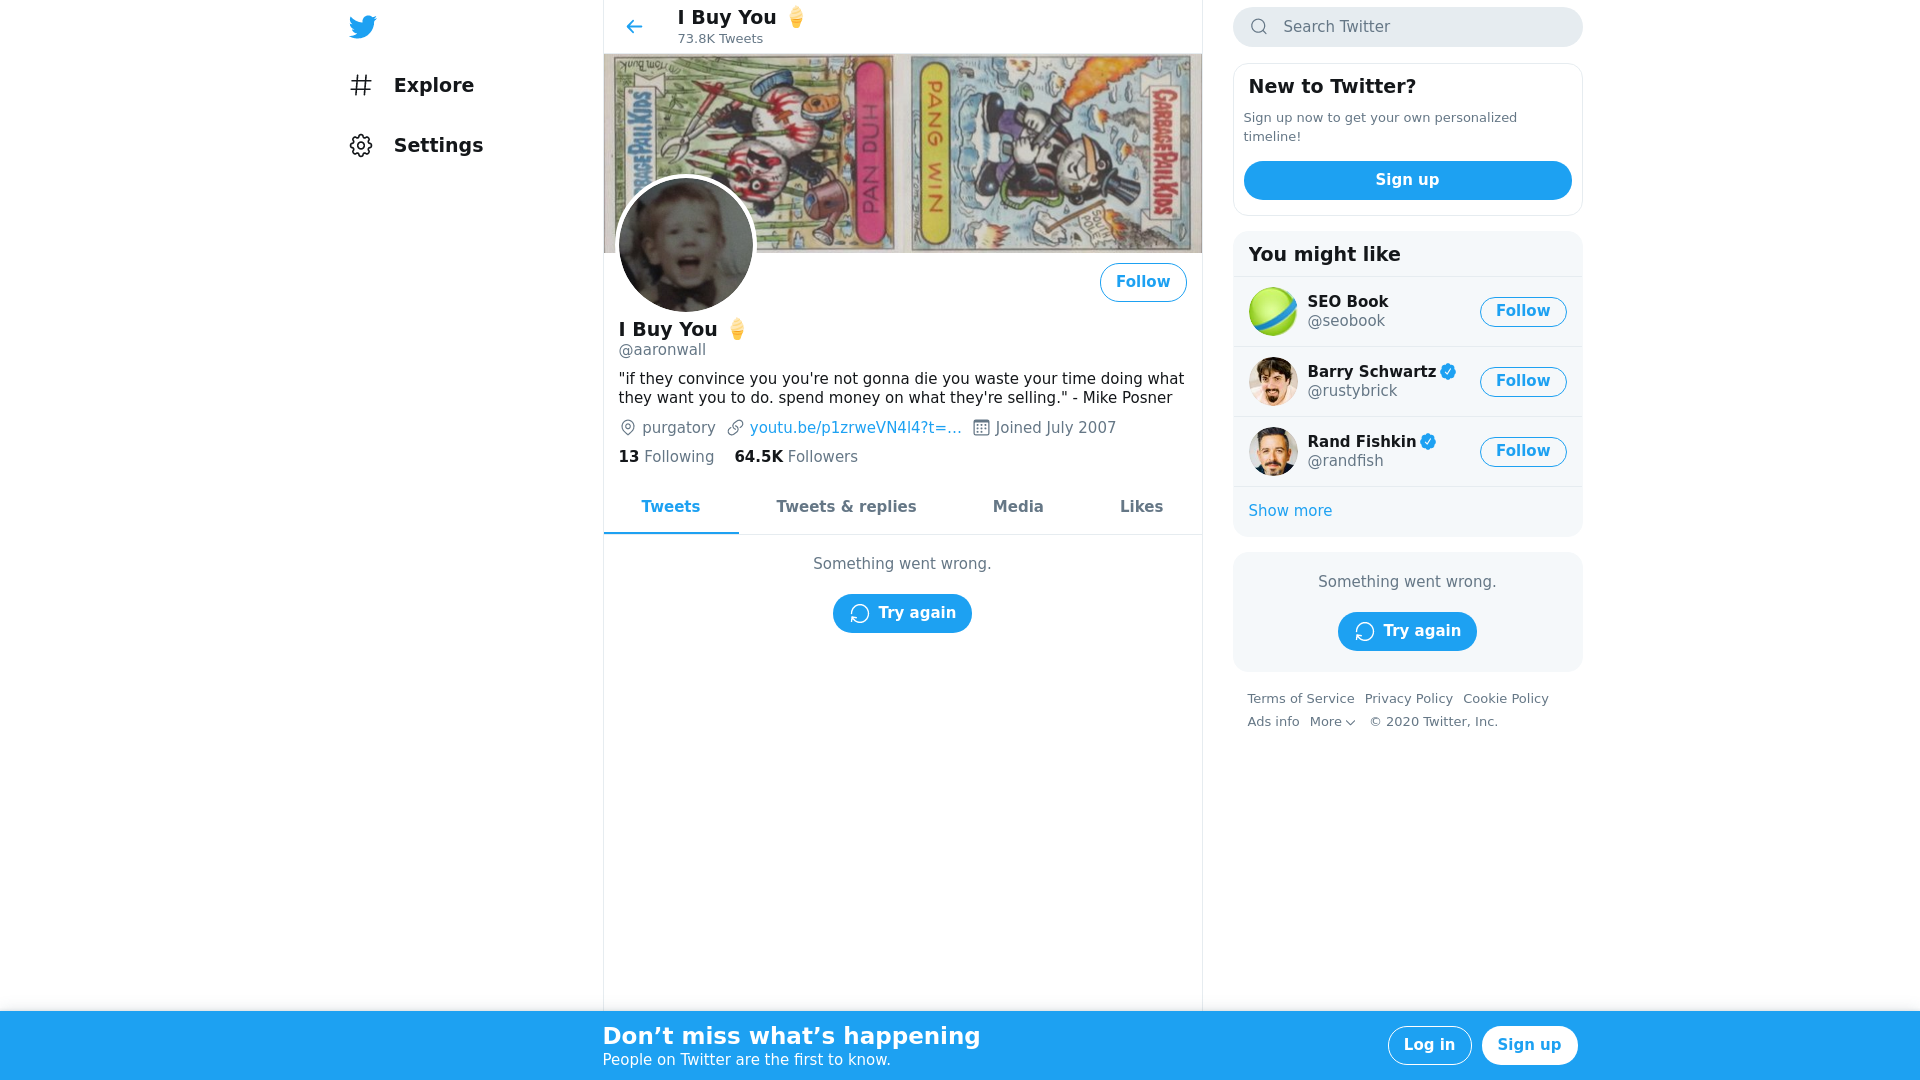 Explore
Settings
I Buy You
73.8K Tweets
Tom Bunk
GARBAGE PAIL KIDS
PAN DUH
PANG WIN
SOUTH POLE
GARBAGE PAIL KIDS
Follow
I Buy You
@aaronwall
"if they convince you you're not gonna die you waste your time doing what
they want you to do. spend money on what they're selling." - Mike Posner
purgatory youtu.be/p1zrweVN4l4?t=… Joined July 2007
13 Following 64.5K Followers
Tweets Tweets & replies Media Likes
Something went wrong.
Try again
Search Twitter
New to Twitter?
Sign up now to get your own personalized
timeline!
Sign up
You might like
SEO Book
@seobook
Follow
Barry Schwartz
@rustybrick
Follow
Rand Fishkin
@randfish
Follow
Show more
Something went wrong.
Try again
Terms of Service Privacy Policy Cookie Policy
Ads info More © 2020 Twitter, Inc.
Don’t miss what’s happening
People on Twitter are the first to know.
Log in Sign up